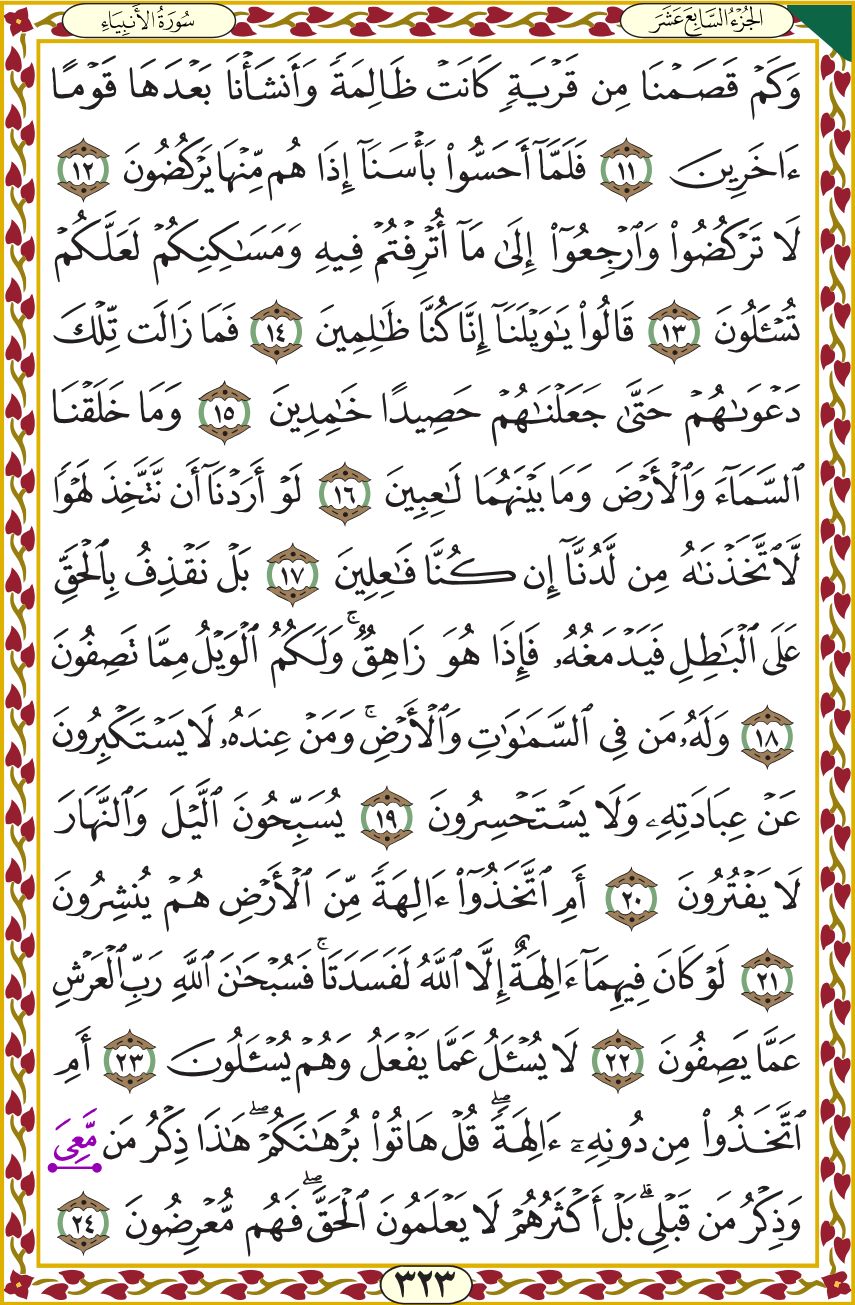 الجُزْءُ السَّابِعَ عَشَرَ
سُورَةُ الأَنبِيَاءِ
وَكَمۡ قَصَمۡنَا مِن قَرۡيَةٖ كَانَتۡ ظَالِمَةٗ وَأَنشَأۡنَا بَعۡدَهَا قَوۡمًا
ءَاخَرِينَ ١١ فَلَمَّآ أَحَسُّواْ بَأۡسَنَآ إِذَا هُم مِّنۡهَا يَرۡكُضُونَ ١٢
لَا تَرۡكُضُواْ وَٱرۡجِعُوٓاْ إِلَىٰ مَآ أُتۡرِفۡتُمۡ فِيهِ وَمَسَٰكِنِكُمۡ لَعَلَّكُمۡ
تُسۡـَٔلُونَ ١٣ قَالُواْ يَٰوَيۡلَنَآ إِنَّا كُنَّا ظَٰلِمِينَ ١٤ فَمَا زَالَت تِّلۡكَ
دَعۡوَىٰهُمۡ حَتَّىٰ جَعَلۡنَٰهُمۡ حَصِيدًا خَٰمِدِينَ ١٥ وَمَا خَلَقۡنَا
ٱلسَّمَآءَ وَٱلۡأَرۡضَ وَمَا بَيۡنَهُمَا لَٰعِبِينَ ١٦ لَوۡ أَرَدۡنَآ أَن نَّتَّخِذَ لَهۡوٗا
لَّٱتَّخَذۡنَٰهُ مِن لَّدُنَّآ إِن كُنَّا فَٰعِلِينَ ١٧ بَلۡ نَقۡذِفُ بِٱلۡحَقِّ
عَلَى ٱلۡبَٰطِلِ فَيَدۡمَغُهُۥ فَإِذَا هُوَ زَاهِقٞۚ وَلَكُمُ ٱلۡوَيۡلُ مِمَّا تَصِفُونَ
١٨ وَلَهُۥ مَن فِي ٱلسَّمَٰوَٰتِ وَٱلۡأَرۡضِۚ وَمَنۡ عِندَهُۥ لَا يَسۡتَكۡبِرُونَ
عَنۡ عِبَادَتِهِۦ وَلَا يَسۡتَحۡسِرُونَ ١٩ يُسَبِّحُونَ ٱلَّيۡلَ وَٱلنَّهَارَ
لَا يَفۡتُرُونَ ٢٠ أَمِ ٱتَّخَذُوٓاْ ءَالِهَةٗ مِّنَ ٱلۡأَرۡضِ هُمۡ يُنشِرُونَ
٢١ لَوۡ كَانَ فِيهِمَآ ءَالِهَةٌ إِلَّا ٱللَّهُ لَفَسَدَتَاۚ فَسُبۡحَٰنَ ٱللَّهِ رَبِّ ٱلۡعَرۡشِ
عَمَّا يَصِفُونَ ٢٢ لَا يُسۡـَٔلُ عَمَّا يَفۡعَلُ وَهُمۡ يُسۡـَٔلُونَ ٢٣ أَمِ
ٱتَّخَذُواْ مِن دُونِهِۦٓ ءَالِهَةٗۖ قُلۡ هَاتُواْ بُرۡهَٰنَكُمۡۖ هَٰذَا ذِكۡرُ مَن مَّعِيَ
وَذِكۡرُ مَن قَبۡلِيۚ بَلۡ أَكۡثَرُهُمۡ لَا يَعۡلَمُونَ ٱلۡحَقَّۖ فَهُم مُّعۡرِضُونَ ٢٤
٣٢٣